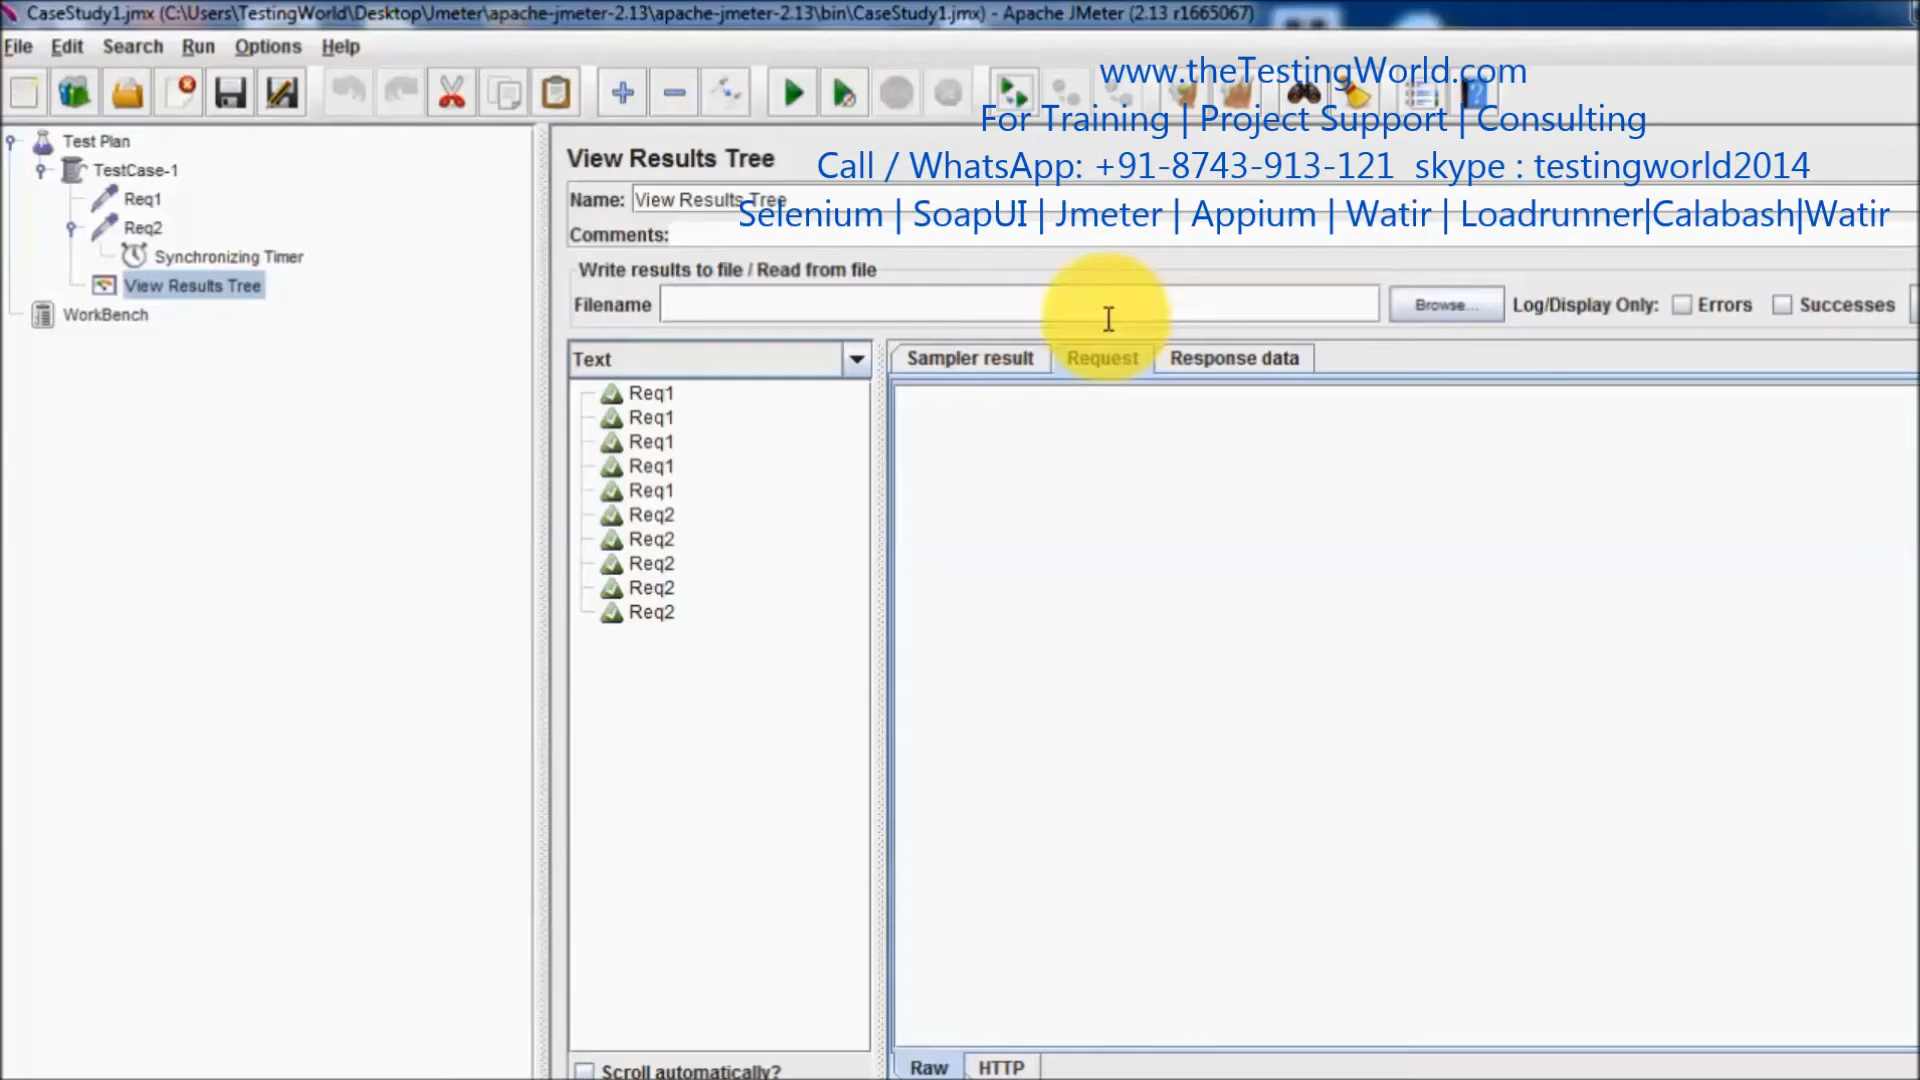 CaseStudy1.jmx (C:\Users\TestingWorld\Desktop\Jmeter\apache-jmeter-2.13\apache-jmeter-2.13\bin\CaseStudy1.jmx) - Apache JMeter (2.13 r1665067)
File Edit Search Run Options Help
www.theTestingWorld.com
For Training | Project Support | Consulting
Call / WhatsApp: +91-8743-913-121 skype : testingworld2014
Selenium | SoapUI | Jmeter | Appium | Watir | Loadrunner|Calabash|Watir
Test Plan
TestCase-1
Req1
Req2
Synchronizing Timer
View Results Tree
WorkBench
View Results Tree
Name: View Results Tree
Comments:
Write results to file / Read from file
Filename Browse... Log/Display Only: Errors Successes
Text
Sampler result Request Response data
Req1
Req1
Req1
Req1
Req1
Req2
Req2
Req2
Req2
Req2
Scroll automatically?
Raw HTTP